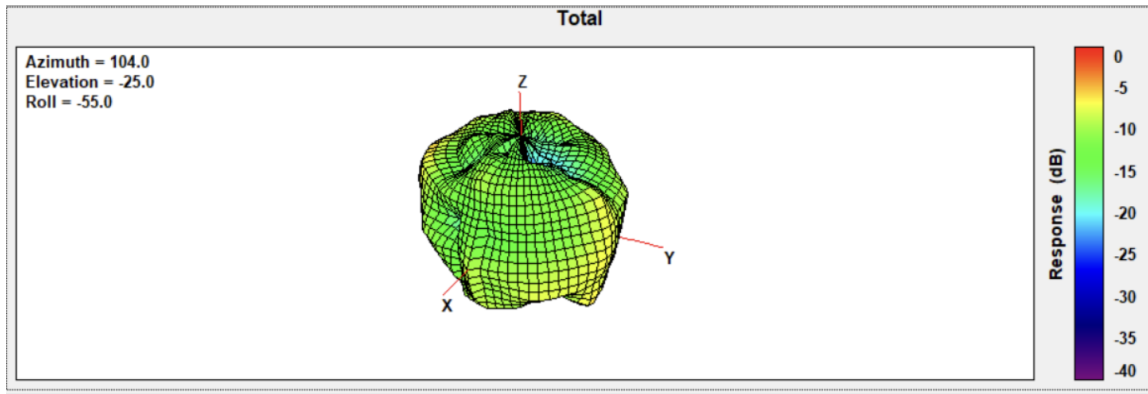 Total
Azimuth = 104.0
Elevation = -25.0
Roll = -55.0
Z
Y
X
Response (dB)
0
-5
-10
-15
-20
-25
-30
-35
-40